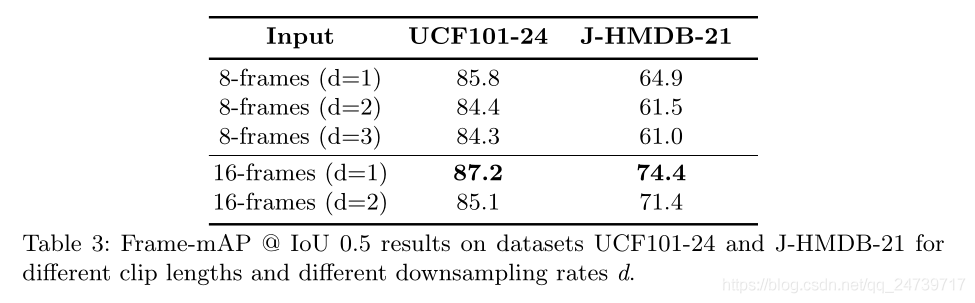 Input UCF101-24 J-HMDB-21
8-frames (d=1) 85.8 64.9
8-frames (d=2) 84.4 61.5
8-frames (d=3) 84.3 61.0
16-frames (d=1) 87.2 74.4
16-frames (d=2) 85.1 71.4
Table 3: Frame-mAP @ IoU 0.5 results on datasets UCF101-24 and J-HMDB-21 for
different clip lengths and different downsampling rates d.
https://blog.csdn.net/qq_24739717